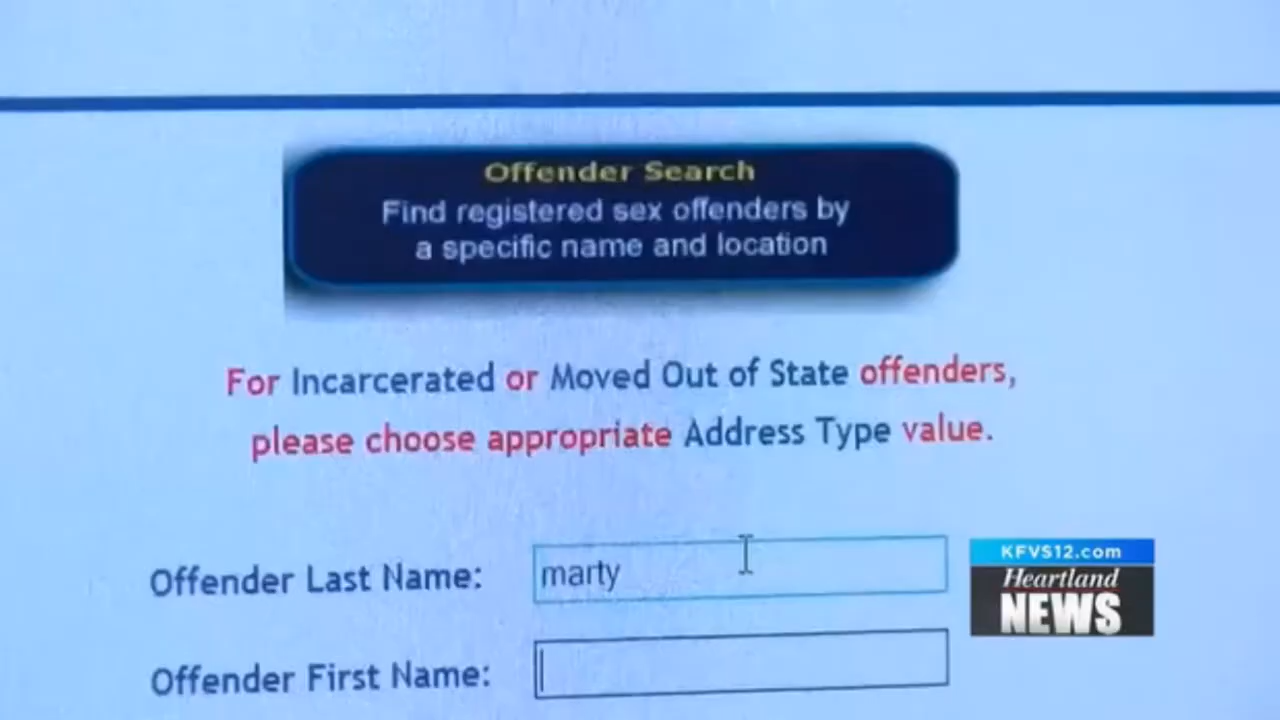 Offender Search
Find registered sex offenders by
a specific name and location
For Incarcerated or Moved Out of State offenders,
please choose appropriate Address Type value.
Offender Last Name: marty
Offender First Name:
KFVS12.com
Heartland
NEWS